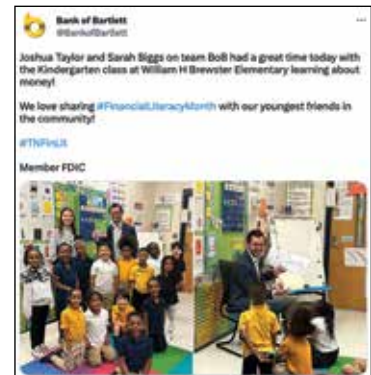 Bank of Bartlett
@BankofBartlett
Joshua Taylor and Sarah Biggs on team BoB had a great time today with
the Kindergarten class at William H Brewster Elementary learning about
money!
We love sharing #FinancialLiteracyMonth with our youngest friends in
the community!
#TNFinLit
Member FDIC